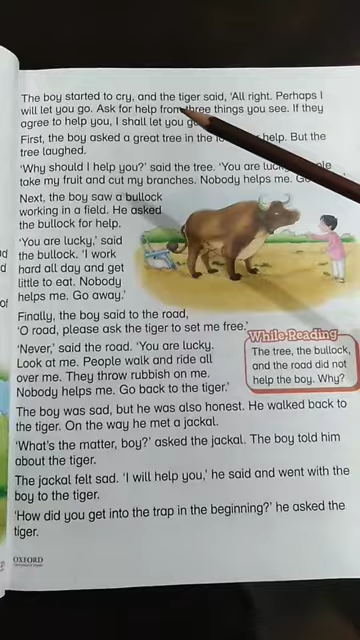 The boy started to cry, and the tiger said, 'All right. Perhaps I
will let you go. Ask for help from three things you see. If they
agree to help you, I shall let you go
First, the boy asked a great tree in the help. But the
tree laughed.
'Why should I help you?' said the tree. 'You are lucky.
take my fruit and cut my branches. Nobody helps me.
Next, the boy saw a bullock
working in a field. He asked
the bullock for help.
'You are lucky,' said
the bullock. 'I work
hard all day and get
little to eat. Nobody
helps me. Go away.'
Finally, the boy said to the road,
'O road, please ask the tiger to set me free.'
'Never,' said the road. 'You are lucky.
Look at me. People walk and ride all
over me. They throw rubbish on me.
Nobody helps me. Go back to the tiger.'
While Reading
The tree, the bullock,
and the road did not
help the boy. Why?
The boy was sad, but he was also honest. He walked back to
the tiger. On the way he met a jackal.
'What's the matter, boy?' asked the jackal. The boy told him
about the tiger.
The jackal felt sad. 'I will help you,' he said and went with the
boy to the tiger.
'How did you get into the trap in the beginning?' he asked the
tiger.
OXFORD